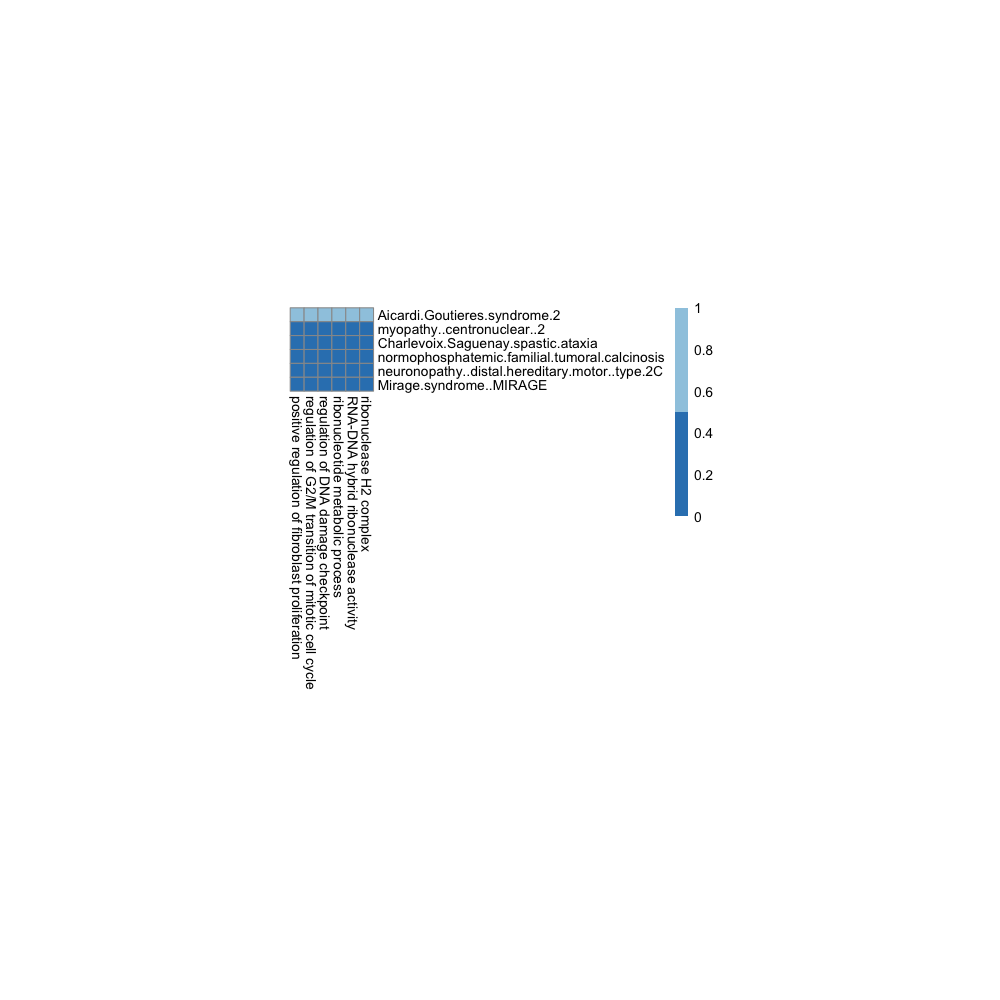 Aicardi.Goutieres.syndrome.2
myopathy..centronuclear..2
Charlevoix.Saguenay.spastic.ataxia
normophosphatemic.familial.tumoral.calcinosis
neuronopathy..distal.hereditary.motor..type.2C
Mirage.syndrome..MIRAGE
positive regulation of fibroblast proliferation
regulation of G2/M transition of mitotic cell cycle
regulation of DNA damage checkpoint
ribonucleotide metabolic process
RNA-DNA hybrid ribonuclease activity
ribonuclease H2 complex
1
0.8
0.6
0.4
0.2
0